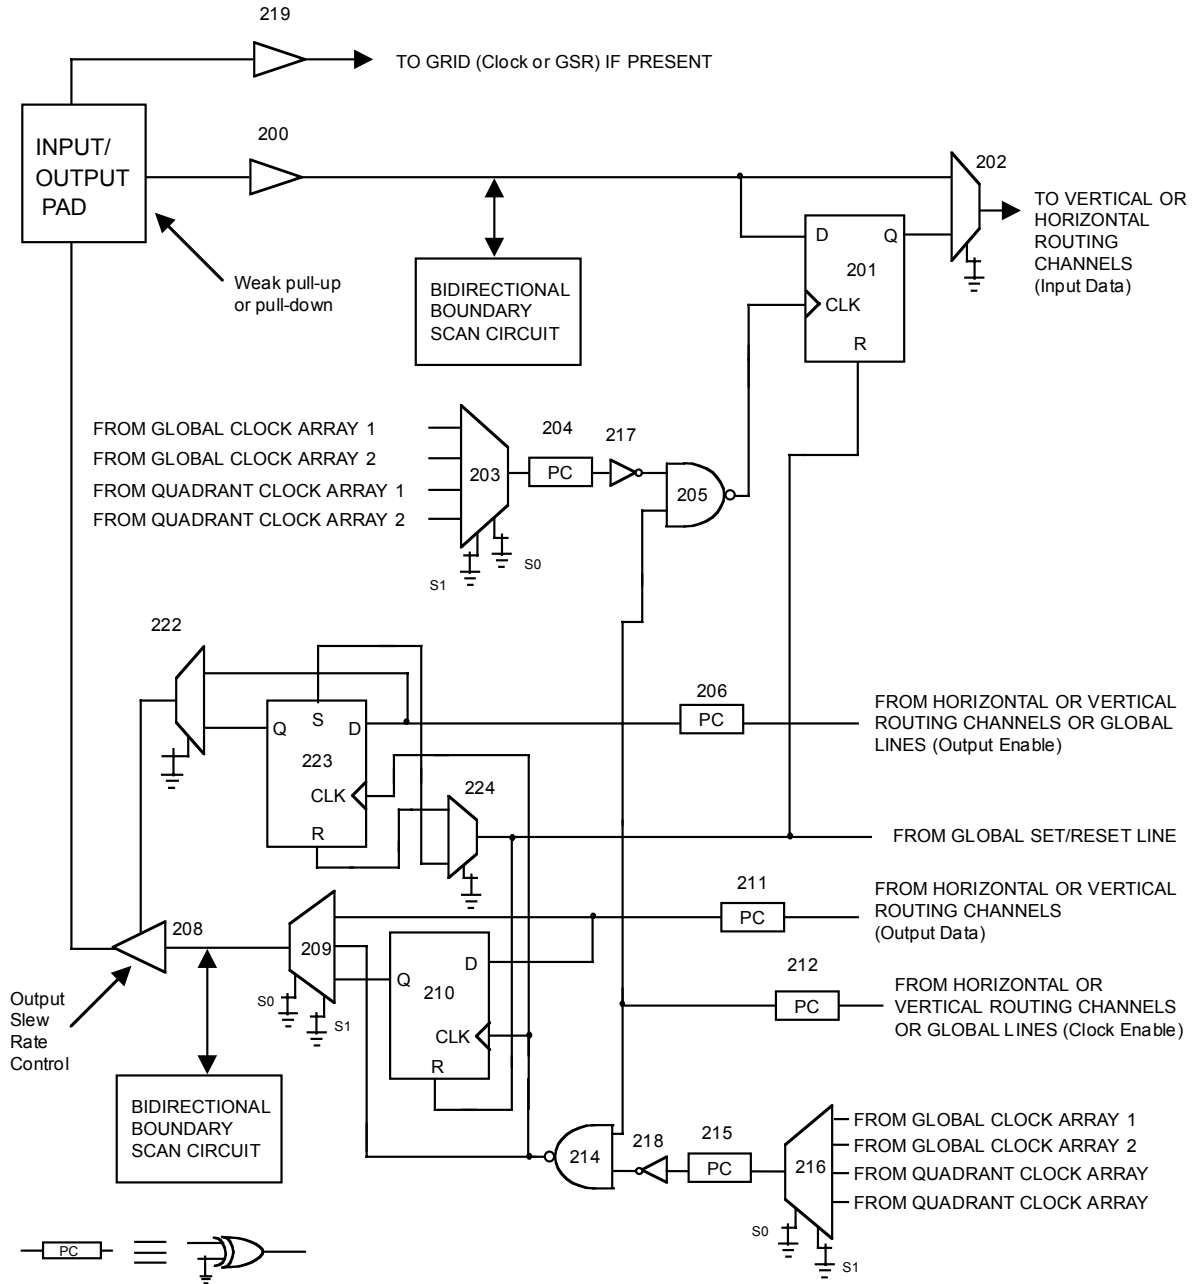 219
TO GRID (Clock or GSR) IF PRESENT
200
INPUT/
OUTPUT
PAD
202
TO VERTICAL OR
HORIZONTAL
ROUTING
CHANNELS
(Input Data)
D
Q
201
CLK
R
Weak pull-up
or pull-down
BIDIRECTIONAL
BOUNDARY
SCAN CIRCUIT
FROM GLOBAL CLOCK ARRAY 1
FROM GLOBAL CLOCK ARRAY 2
FROM QUADRANT CLOCK ARRAY 1
FROM QUADRANT CLOCK ARRAY 2
203
S1
S0
204
PC
217
205
222
S
Q
D
223
CLK
R
206
PC
FROM HORIZONTAL OR VERTICAL
ROUTING CHANNELS OR GLOBAL
LINES (Output Enable)
224
FROM GLOBAL SET/RESET LINE
211
PC
FROM HORIZONTAL OR VERTICAL
ROUTING CHANNELS
(Output Data)
208
209
S0
S1
D
Q
210
CLK
R
212
PC
FROM HORIZONTAL OR
VERTICAL ROUTING CHANNELS
OR GLOBAL LINES (Clock Enable)
Output
Slew
Rate
Control
BIDIRECTIONAL
BOUNDARY
SCAN CIRCUIT
214
218
215
PC
216
FROM GLOBAL CLOCK ARRAY 1
FROM GLOBAL CLOCK ARRAY 2
FROM QUADRANT CLOCK ARRAY
FROM QUADRANT CLOCK ARRAY
S0
S1
PC